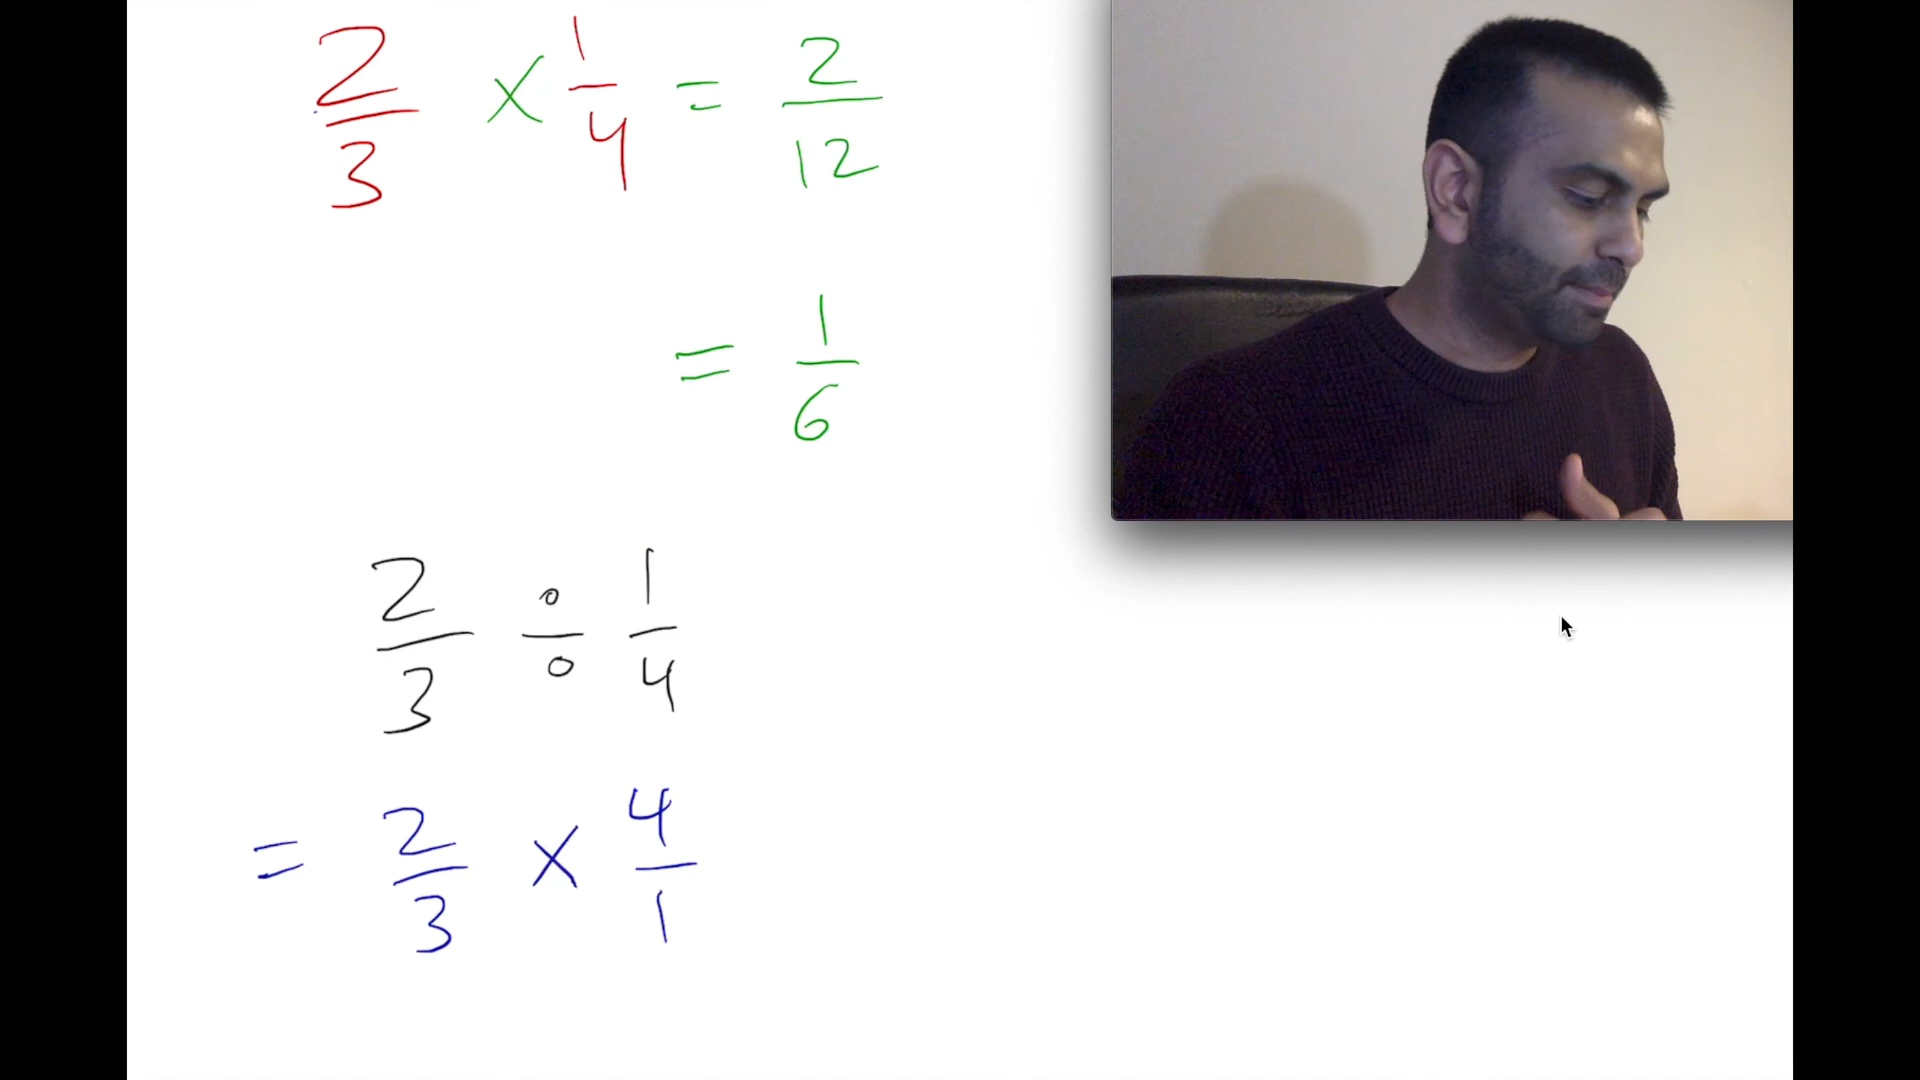 2/3 × 1/4 = 2/12
= 1/6
2/3 ÷ 1/4
= 2/3 × 4/1